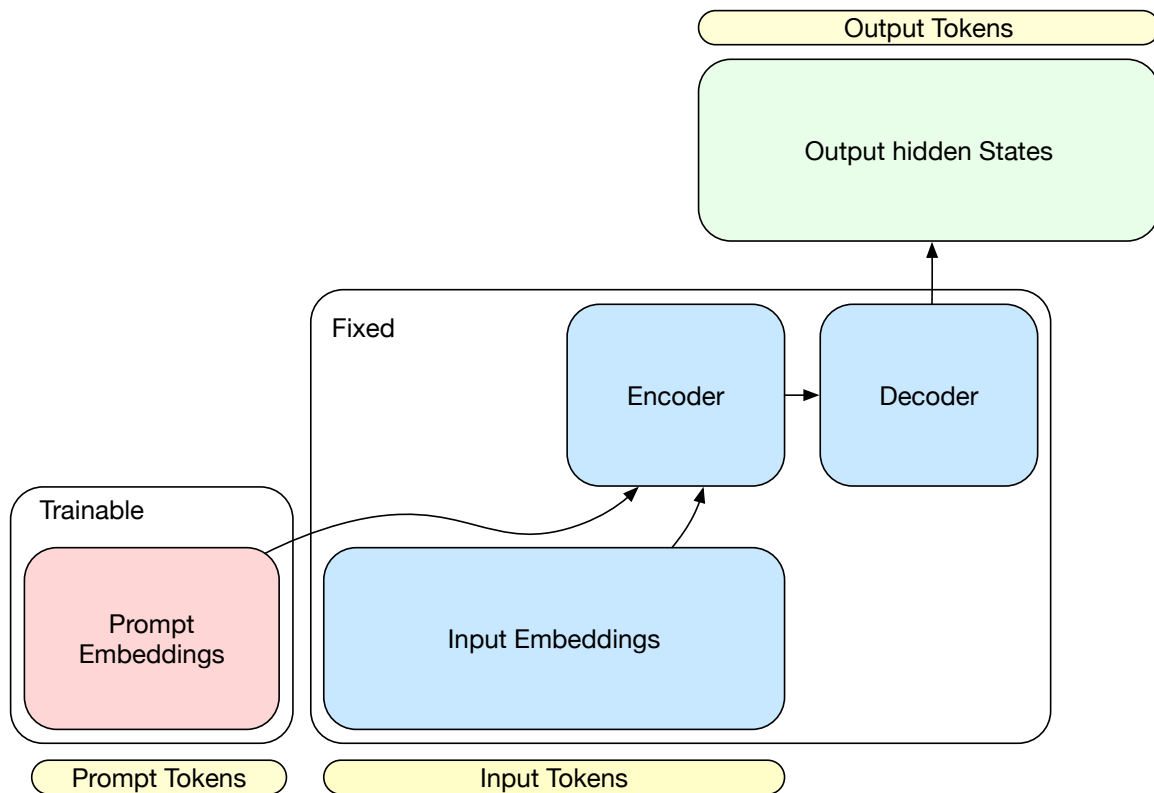 Output Tokens
Output hidden States
Fixed
Encoder
Decoder
Trainable
Prompt
Embeddings
Input Embeddings
Prompt Tokens
Input Tokens